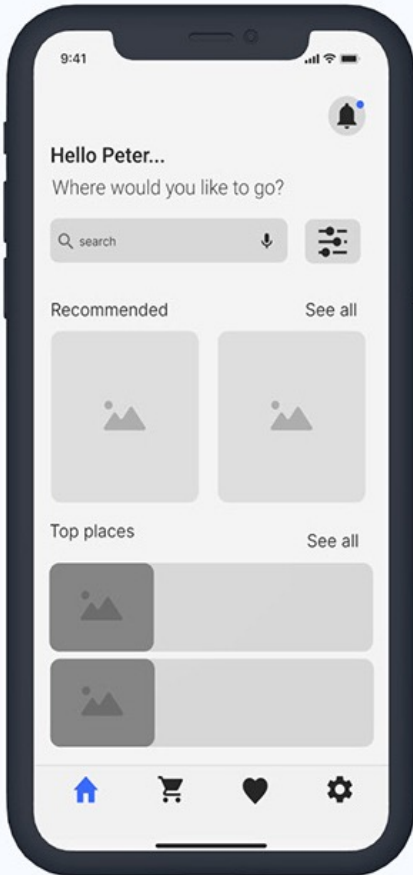 9:41
Hello Peter...
Where would you like to go?
search
Recommended See all
Top places See all